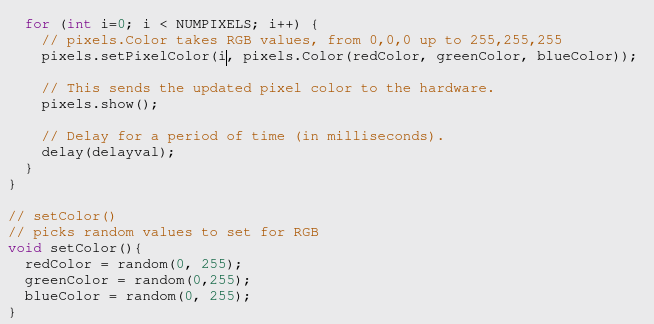 for (int i=0; i < NUMPIXELS; i++) {
// pixels.Color takes RGB values, from 0,0,0 up to 255,255,255
pixels.setPixelColor(i, pixels.Color(redColor, greenColor, blueColor));
// This sends the updated pixel color to the hardware.
pixels.show();
// Delay for a period of time (in milliseconds).
delay(delayval);
}
}
// setColor()
// picks random values to set for RGB
void setColor(){
redColor = random(0, 255);
greenColor = random(0,255);
blueColor = random(0, 255);
}